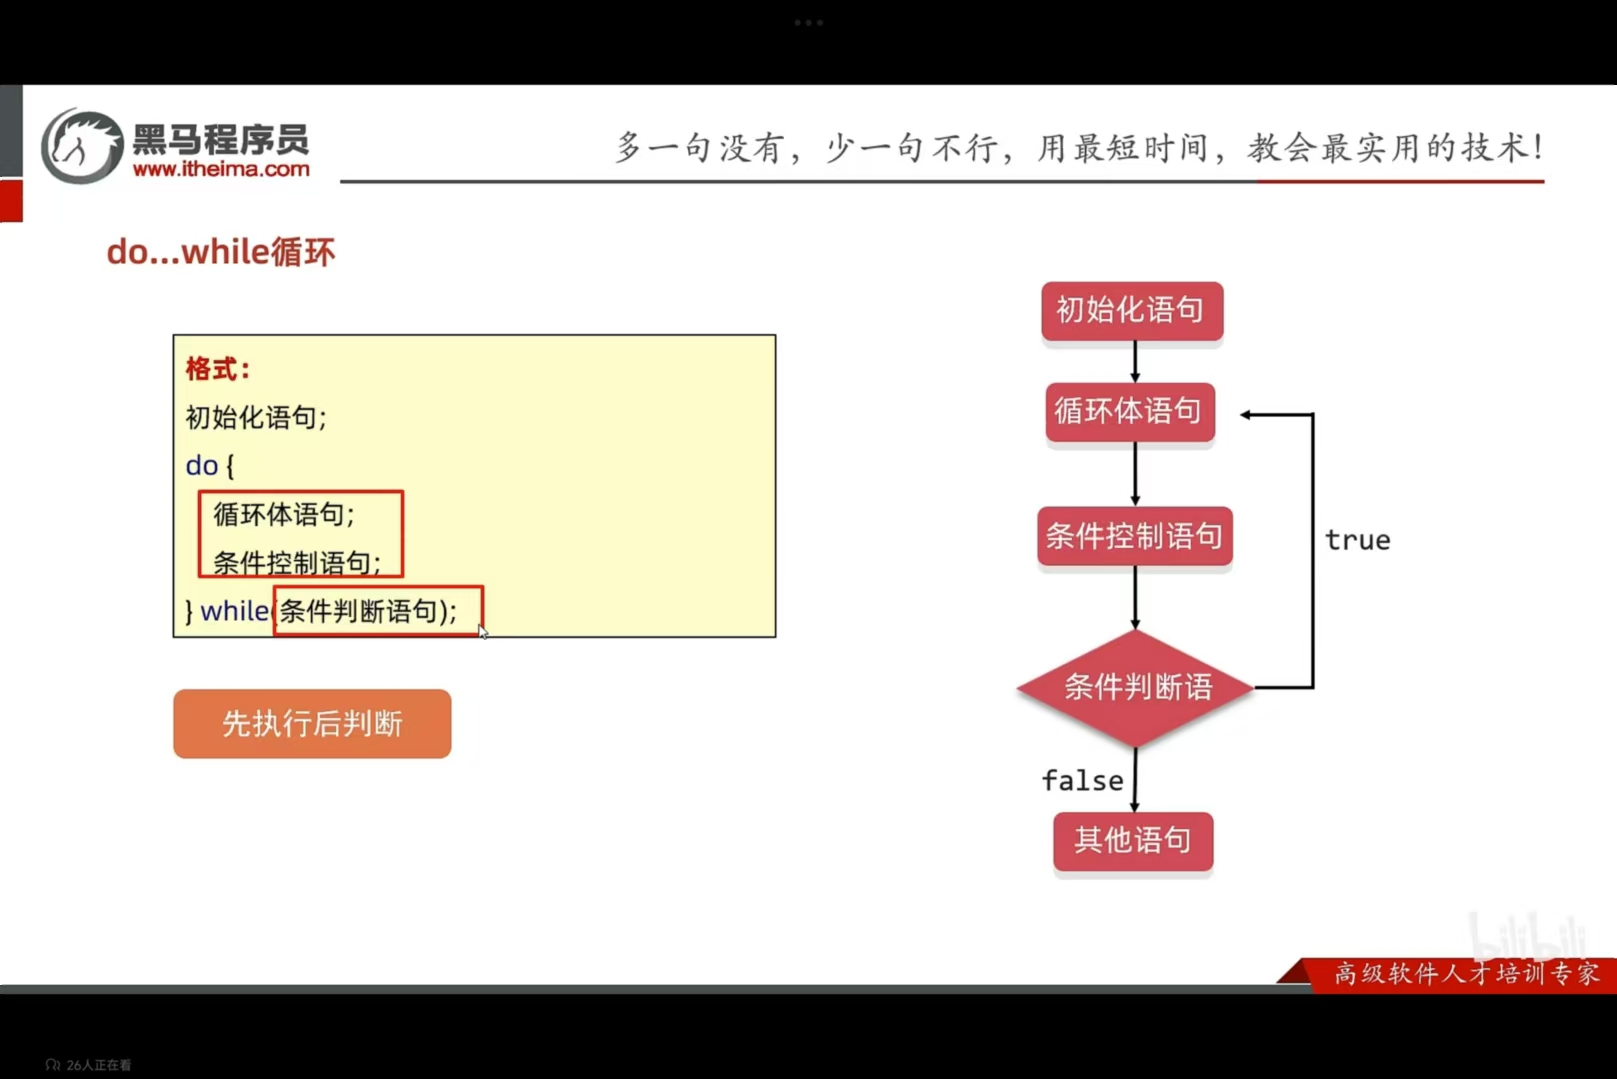 黑马程序员
www.itheima.com
多一句没有，少一句不行，用最短时间，教会最实用的技术！
do...while循环
格式：
初始化语句;
do {
循环体语句;
条件控制语句;
} while(条件判断语句);
先执行后判断
初始化语句
循环体语句
条件控制语句
true
条件判断语
false
其他语句
bilibili
高级软件人才培训专家
26人正在看